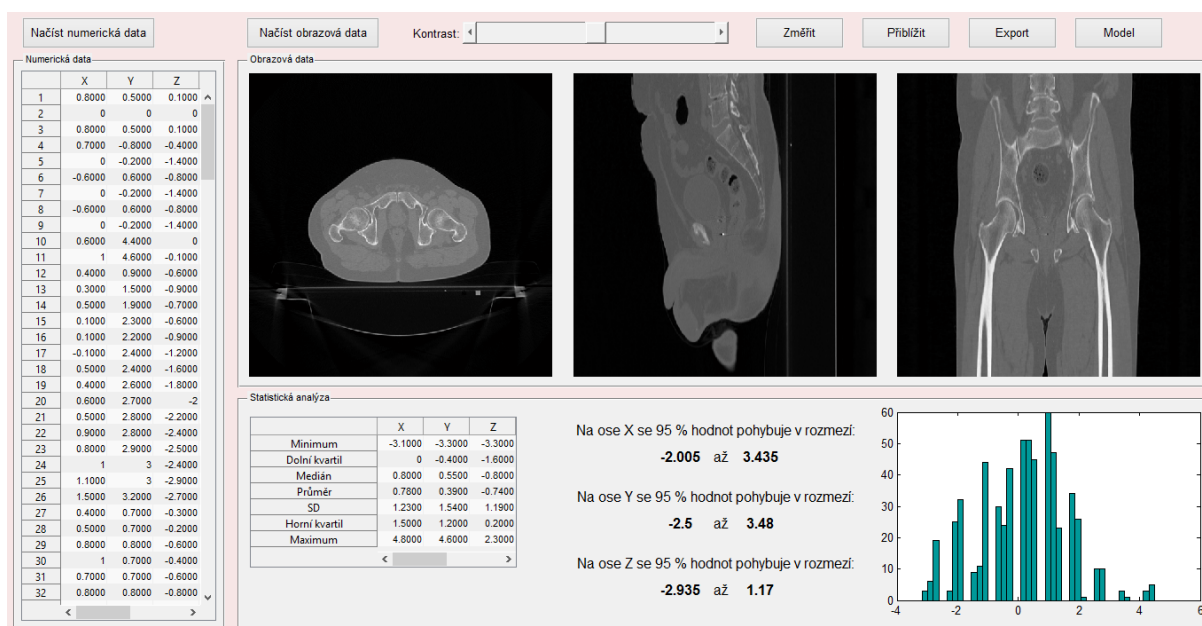 Načíst numerická data
Načíst obrazová data
Kontrast:
Změřit
Přiblížit
Export
Model
Numerická data
X Y Z
1 0.8000 0.5000 0.1000
2 0 0 0
3 0.8000 0.5000 0.1000
4 0.7000 -0.8000 -0.4000
5 0 -0.2000 -1.4000
6 -0.6000 0.6000 -0.8000
7 0 -0.2000 -1.4000
8 -0.6000 0.6000 -0.8000
9 0 -0.2000 -1.4000
10 0.6000 4.4000 0
11 1 4.6000 -0.1000
12 0.4000 0.9000 -0.6000
13 0.3000 1.5000 -0.9000
14 0.5000 1.9000 -0.7000
15 0.1000 2.3000 -0.6000
16 0.1000 2.2000 -0.9000
17 -0.1000 2.4000 -1.2000
18 0.5000 2.4000 -1.6000
19 0.4000 2.6000 -1.8000
20 0.6000 2.7000 -2
21 0.5000 2.8000 -2.2000
22 0.9000 2.8000 -2.4000
23 0.8000 2.9000 -2.5000
24 1 3 -2.4000
25 1.1000 3 -2.9000
26 1.5000 3.2000 -2.7000
27 0.4000 0.7000 -0.3000
28 0.5000 0.7000 -0.2000
29 0.8000 0.8000 -0.6000
30 1 0.7000 -0.4000
31 0.7000 0.7000 -0.6000
32 0.8000 0.8000 -0.8000
Obrazová data
Statistická analýza
X Y Z
Minimum -3.1000 -3.3000 -3.3000
Dolní kvartil 0 -0.4000 -1.6000
Medián 0.8000 0.5500 -0.8000
Průměr 0.7800 0.3900 -0.7400
SD 1.2300 1.5400 1.1900
Horní kvartil 1.5000 1.2000 0.2000
Maximum 4.8000 4.6000 2.3000
Na ose X se 95 % hodnot pohybuje v rozmezí:
-2.005 až 3.435
Na ose Y se 95 % hodnot pohybuje v rozmezí:
-2.5 až 3.48
Na ose Z se 95 % hodnot pohybuje v rozmezí:
-2.935 až 1.17
60
50
40
30
20
10
0
-4 -2 0 2 4 6